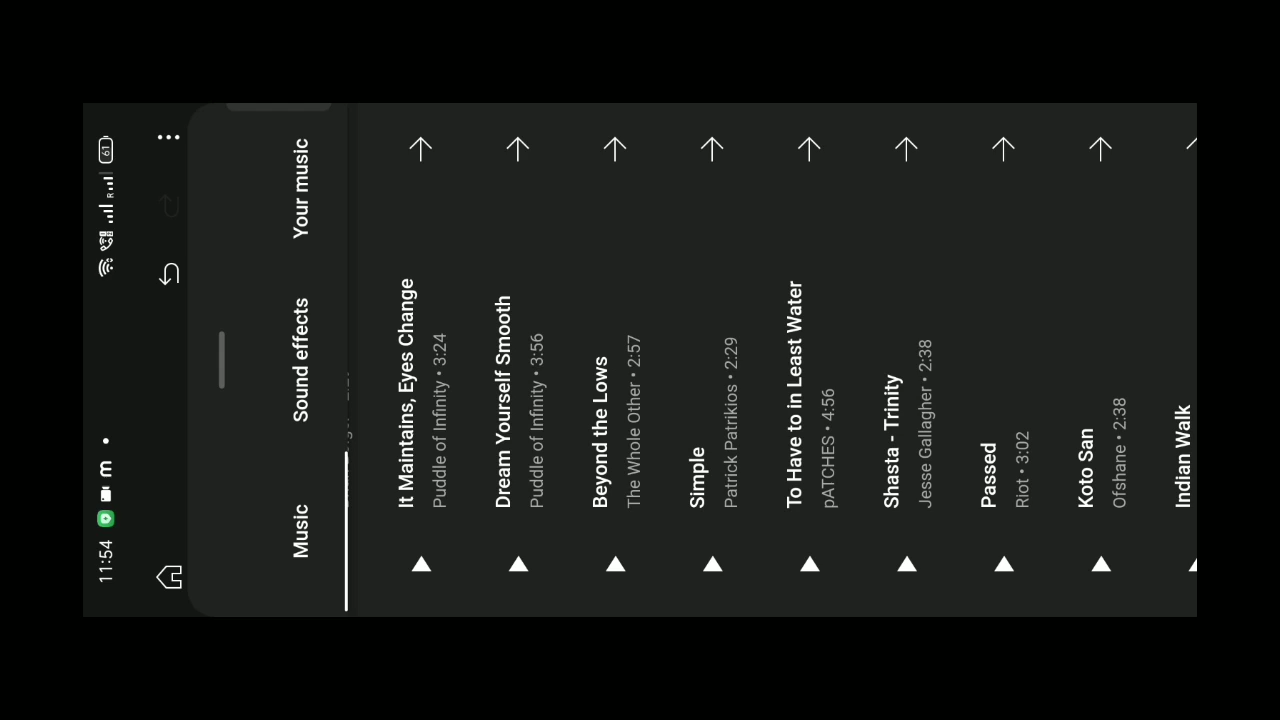 11:54
61
R
Music
Sound effects
Your music
It Maintains, Eyes Change
Puddle of Infinity • 3:24
Dream Yourself Smooth
Puddle of Infinity • 3:56
Beyond the Lows
The Whole Other • 2:57
Simple
Patrick Patrikios • 2:29
To Have to in Least Water
pATCHES • 4:56
Shasta - Trinity
Jesse Gallagher • 2:38
Passed
Riot • 3:02
Koto San
Ofshane • 2:38
Indian Walk